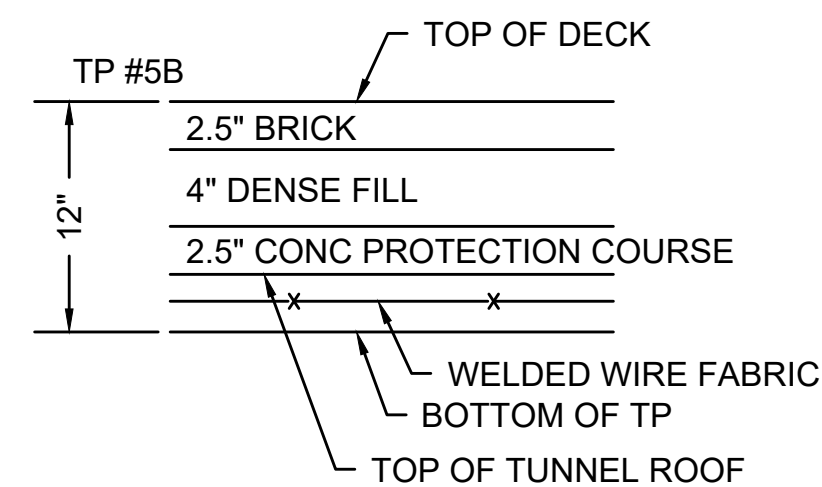 TOP OF DECK
TP #5B
2.5" BRICK
4" DENSE FILL
12"
2.5" CONC PROTECTION COURSE
WELDED WIRE FABRIC
BOTTOM OF TP
TOP OF TUNNEL ROOF